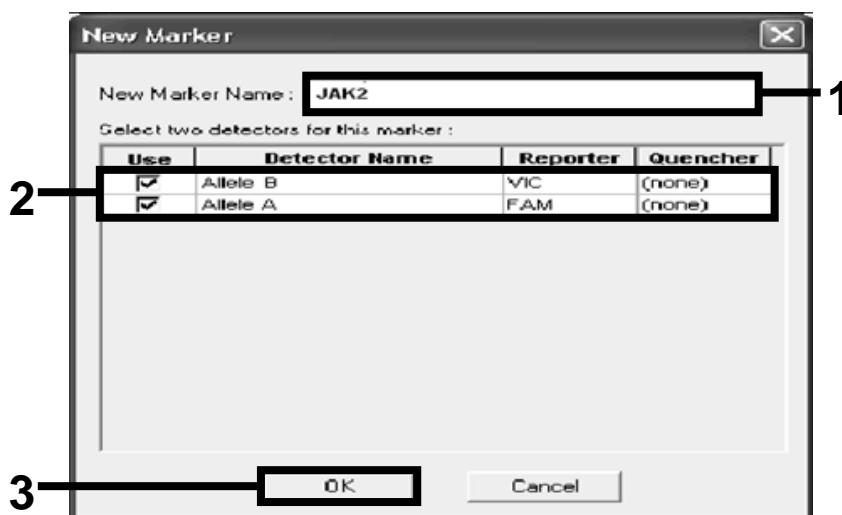 New Marker
New Marker Name : JAK2 1
Select two detectors for this marker :
Use Detector Name Reporter Quencher
2 Allele B VIC (none)
Allele A FAM (none)
3 OK Cancel